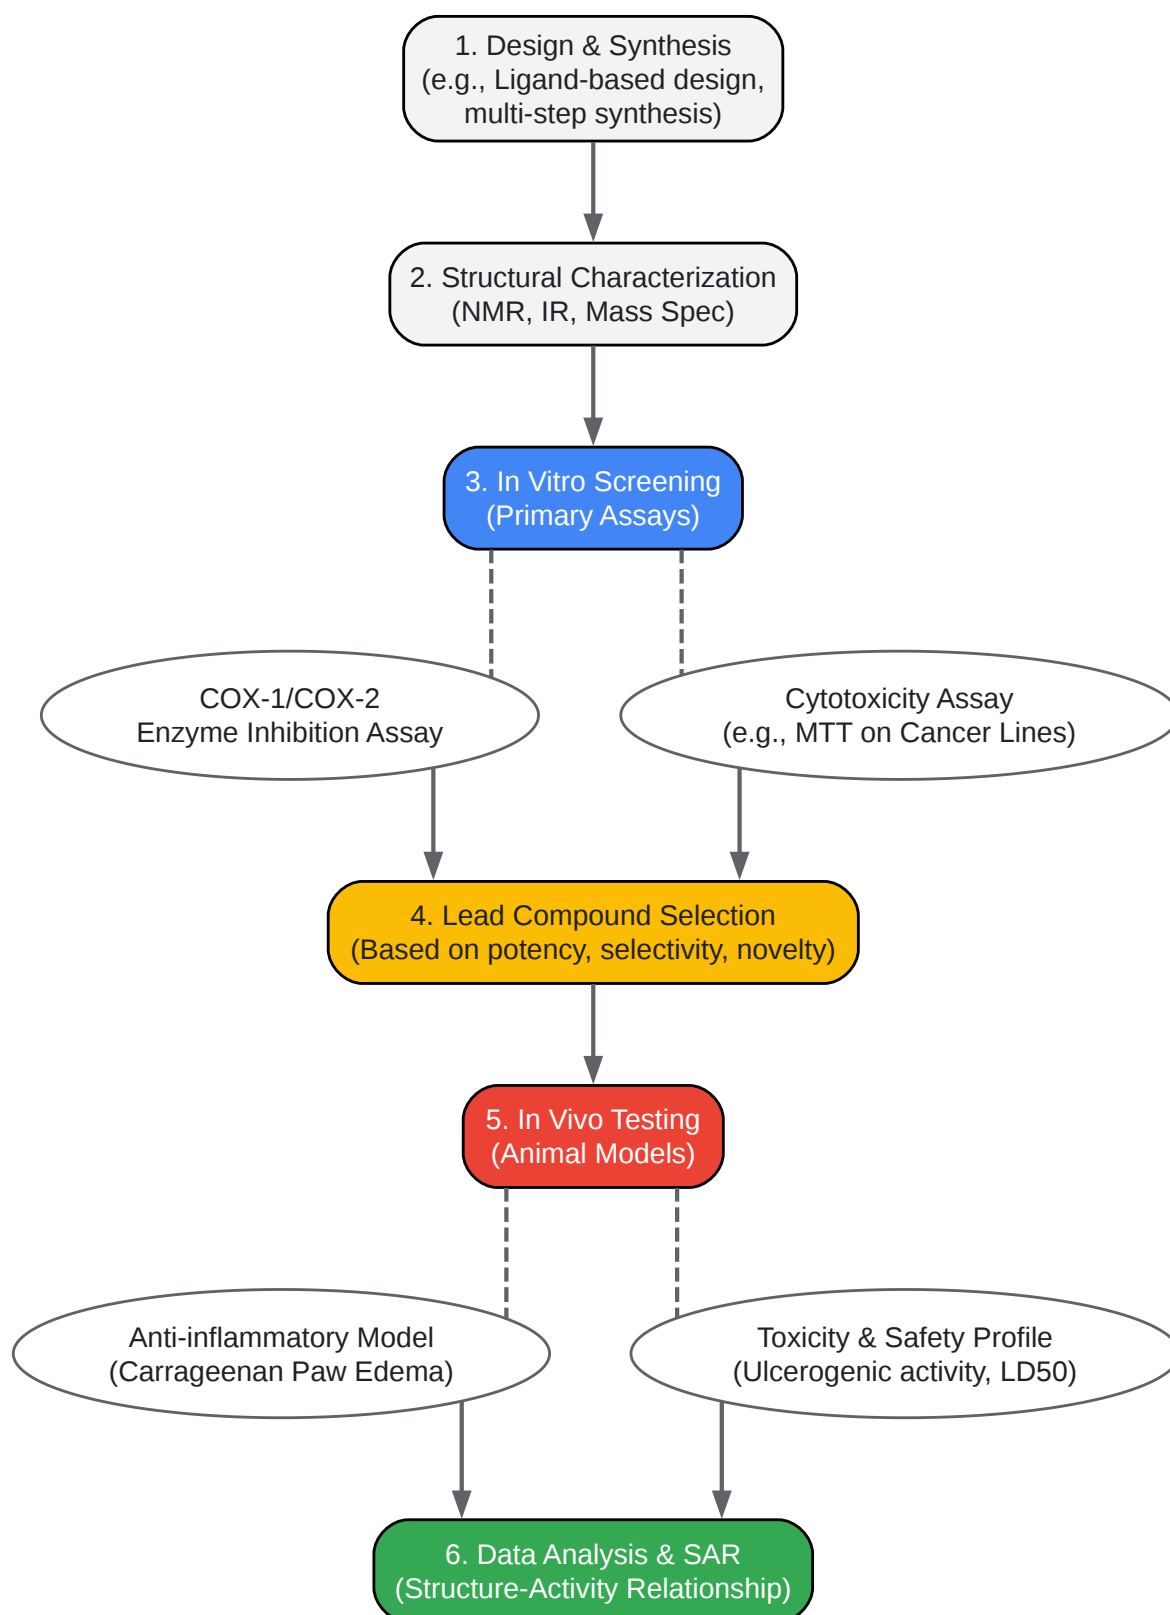 1. Design & Synthesis
(e.g., Ligand-based design,
multi-step synthesis)
2. Structural Characterization
(NMR, IR, Mass Spec)
3. In Vitro Screening
(Primary Assays)
COX-1/COX-2
Enzyme Inhibition Assay
Cytotoxicity Assay
(e.g., MTT on Cancer Lines)
4. Lead Compound Selection
(Based on potency, selectivity, novelty)
5. In Vivo Testing
(Animal Models)
Anti-inflammatory Model
(Carrageenan Paw Edema)
Toxicity & Safety Profile
(Ulcerogenic activity, LD50)
6. Data Analysis & SAR
(Structure-Activity Relationship)